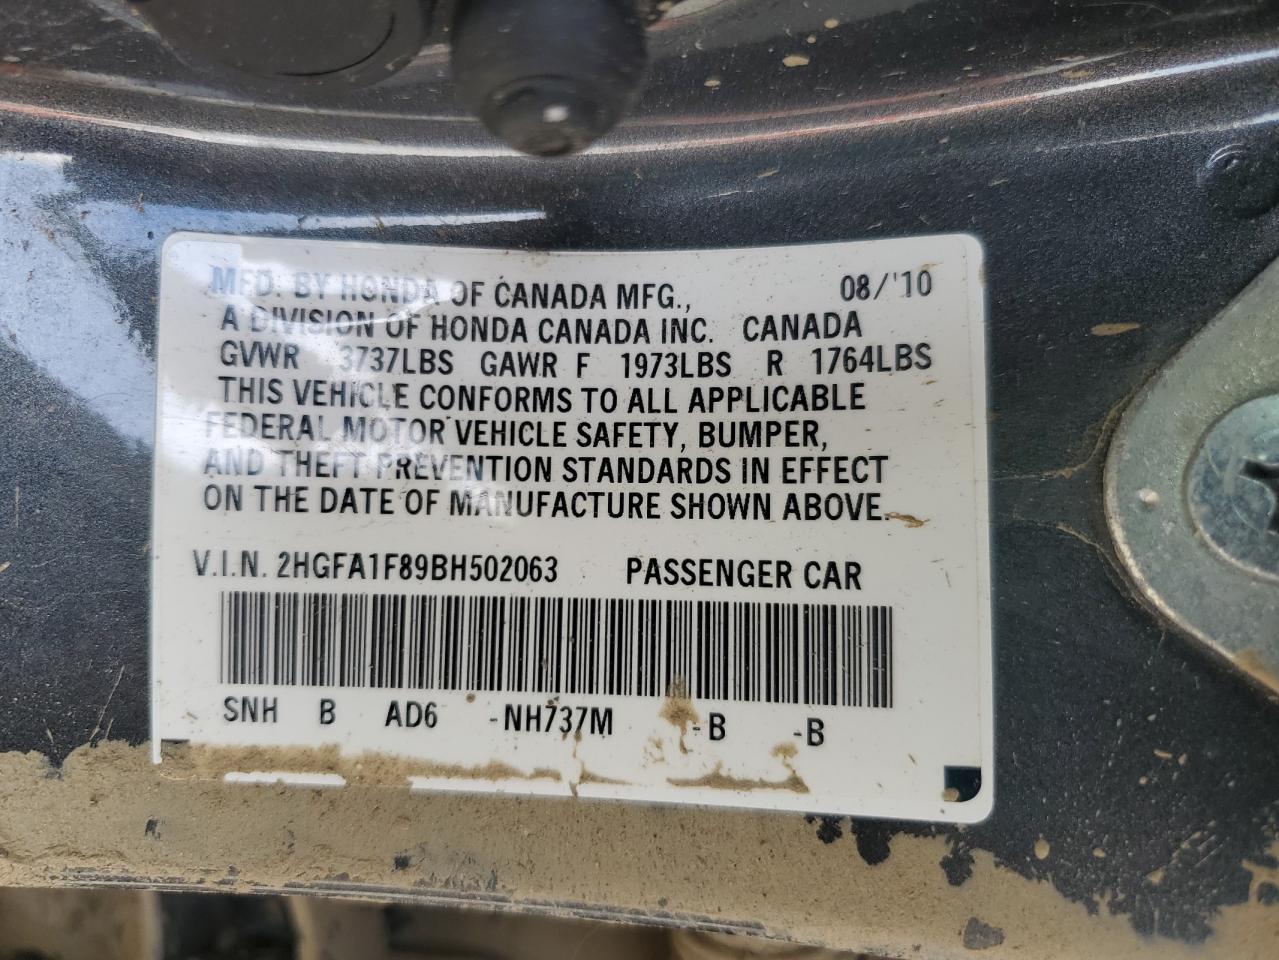 MFD. BY HONDA OF CANADA MFG., 08/'10
A DIVISION OF HONDA CANADA INC. CANADA
GVWR 3737LBS GAWR F 1973LBS R 1764LBS
THIS VEHICLE CONFORMS TO ALL APPLICABLE
FEDERAL MOTOR VEHICLE SAFETY, BUMPER,
AND THEFT PREVENTION STANDARDS IN EFFECT
ON THE DATE OF MANUFACTURE SHOWN ABOVE.
V.I.N. 2HGFA1F89BH502063 PASSENGER CAR
SNH B AD6 -NH737M -B -B